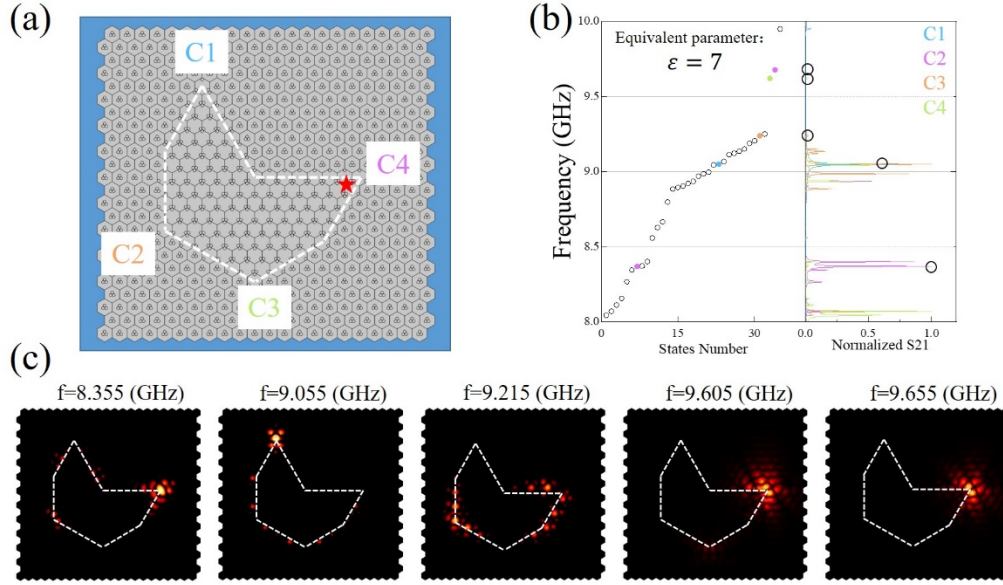 (a)
C1
C4
C2
C3
(b)
Equivalent parameter:
ε = 7
C1
C2
C3
C4
Frequency (GHz)
10.0
9.5
9.0
8.5
8.0
15
30
0.0
0.5
1.0
States Number
Normalized S21
(c)
f=8.355 (GHz)
f=9.055 (GHz)
f=9.215 (GHz)
f=9.605 (GHz)
f=9.655 (GHz)